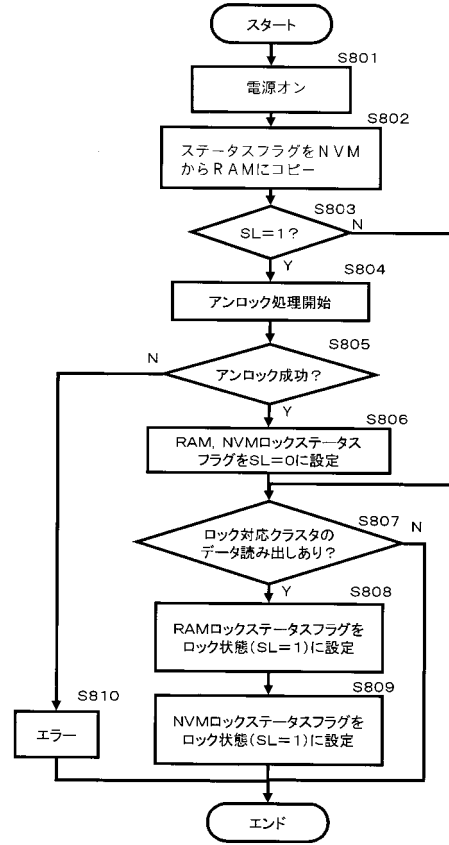 スタート
S801
電源オン
S802
ステータスフラグをNVM
からRAMにコピー
S803
SL=1?
N
Y
S804
アンロック処理開始
S805
N
アンロック成功?
Y
S806
RAM, NVMロックステータス
フラグをSL=0に設定
S807
ロック対応クラスタの
データ読み出しあり?
N
Y
S808
RAMロックステータスフラグを
ロック状態(SL=1)に設定
S809
NVMロックステータスフラグを
ロック状態(SL=1)に設定
S810
エラー
エンド